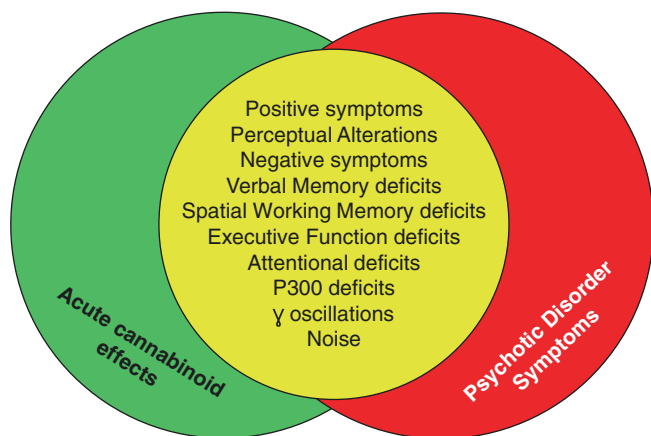 Positive symptoms
Perceptual Alterations
Negative symptoms
Verbal Memory deficits
Spatial Working Memory deficits
Executive Function deficits
Attentional deficits
P300 deficits
ɣ oscillations
Noise
Acute cannabinoid
effects
Psychotic Disorder
Symptoms